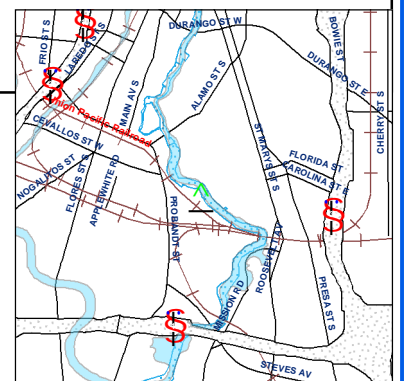 DURANGO ST W
FRIO ST S
LAREDO ST S
BOWIE ST
DURANGO ST E
ALAMO ST S
MAIN AV S
CHERRY ST S
Union Pacific Railroad
CEVALLOS ST W
ST MARYS ST S
FLORIDA ST
CAROLINA ST E
NOGALITOS ST
FLORES ST S
APPLEWHITE RD
PROBANDT ST
ROOSEVELT AV
MISSION RD
PRESA ST S
STEVES AV